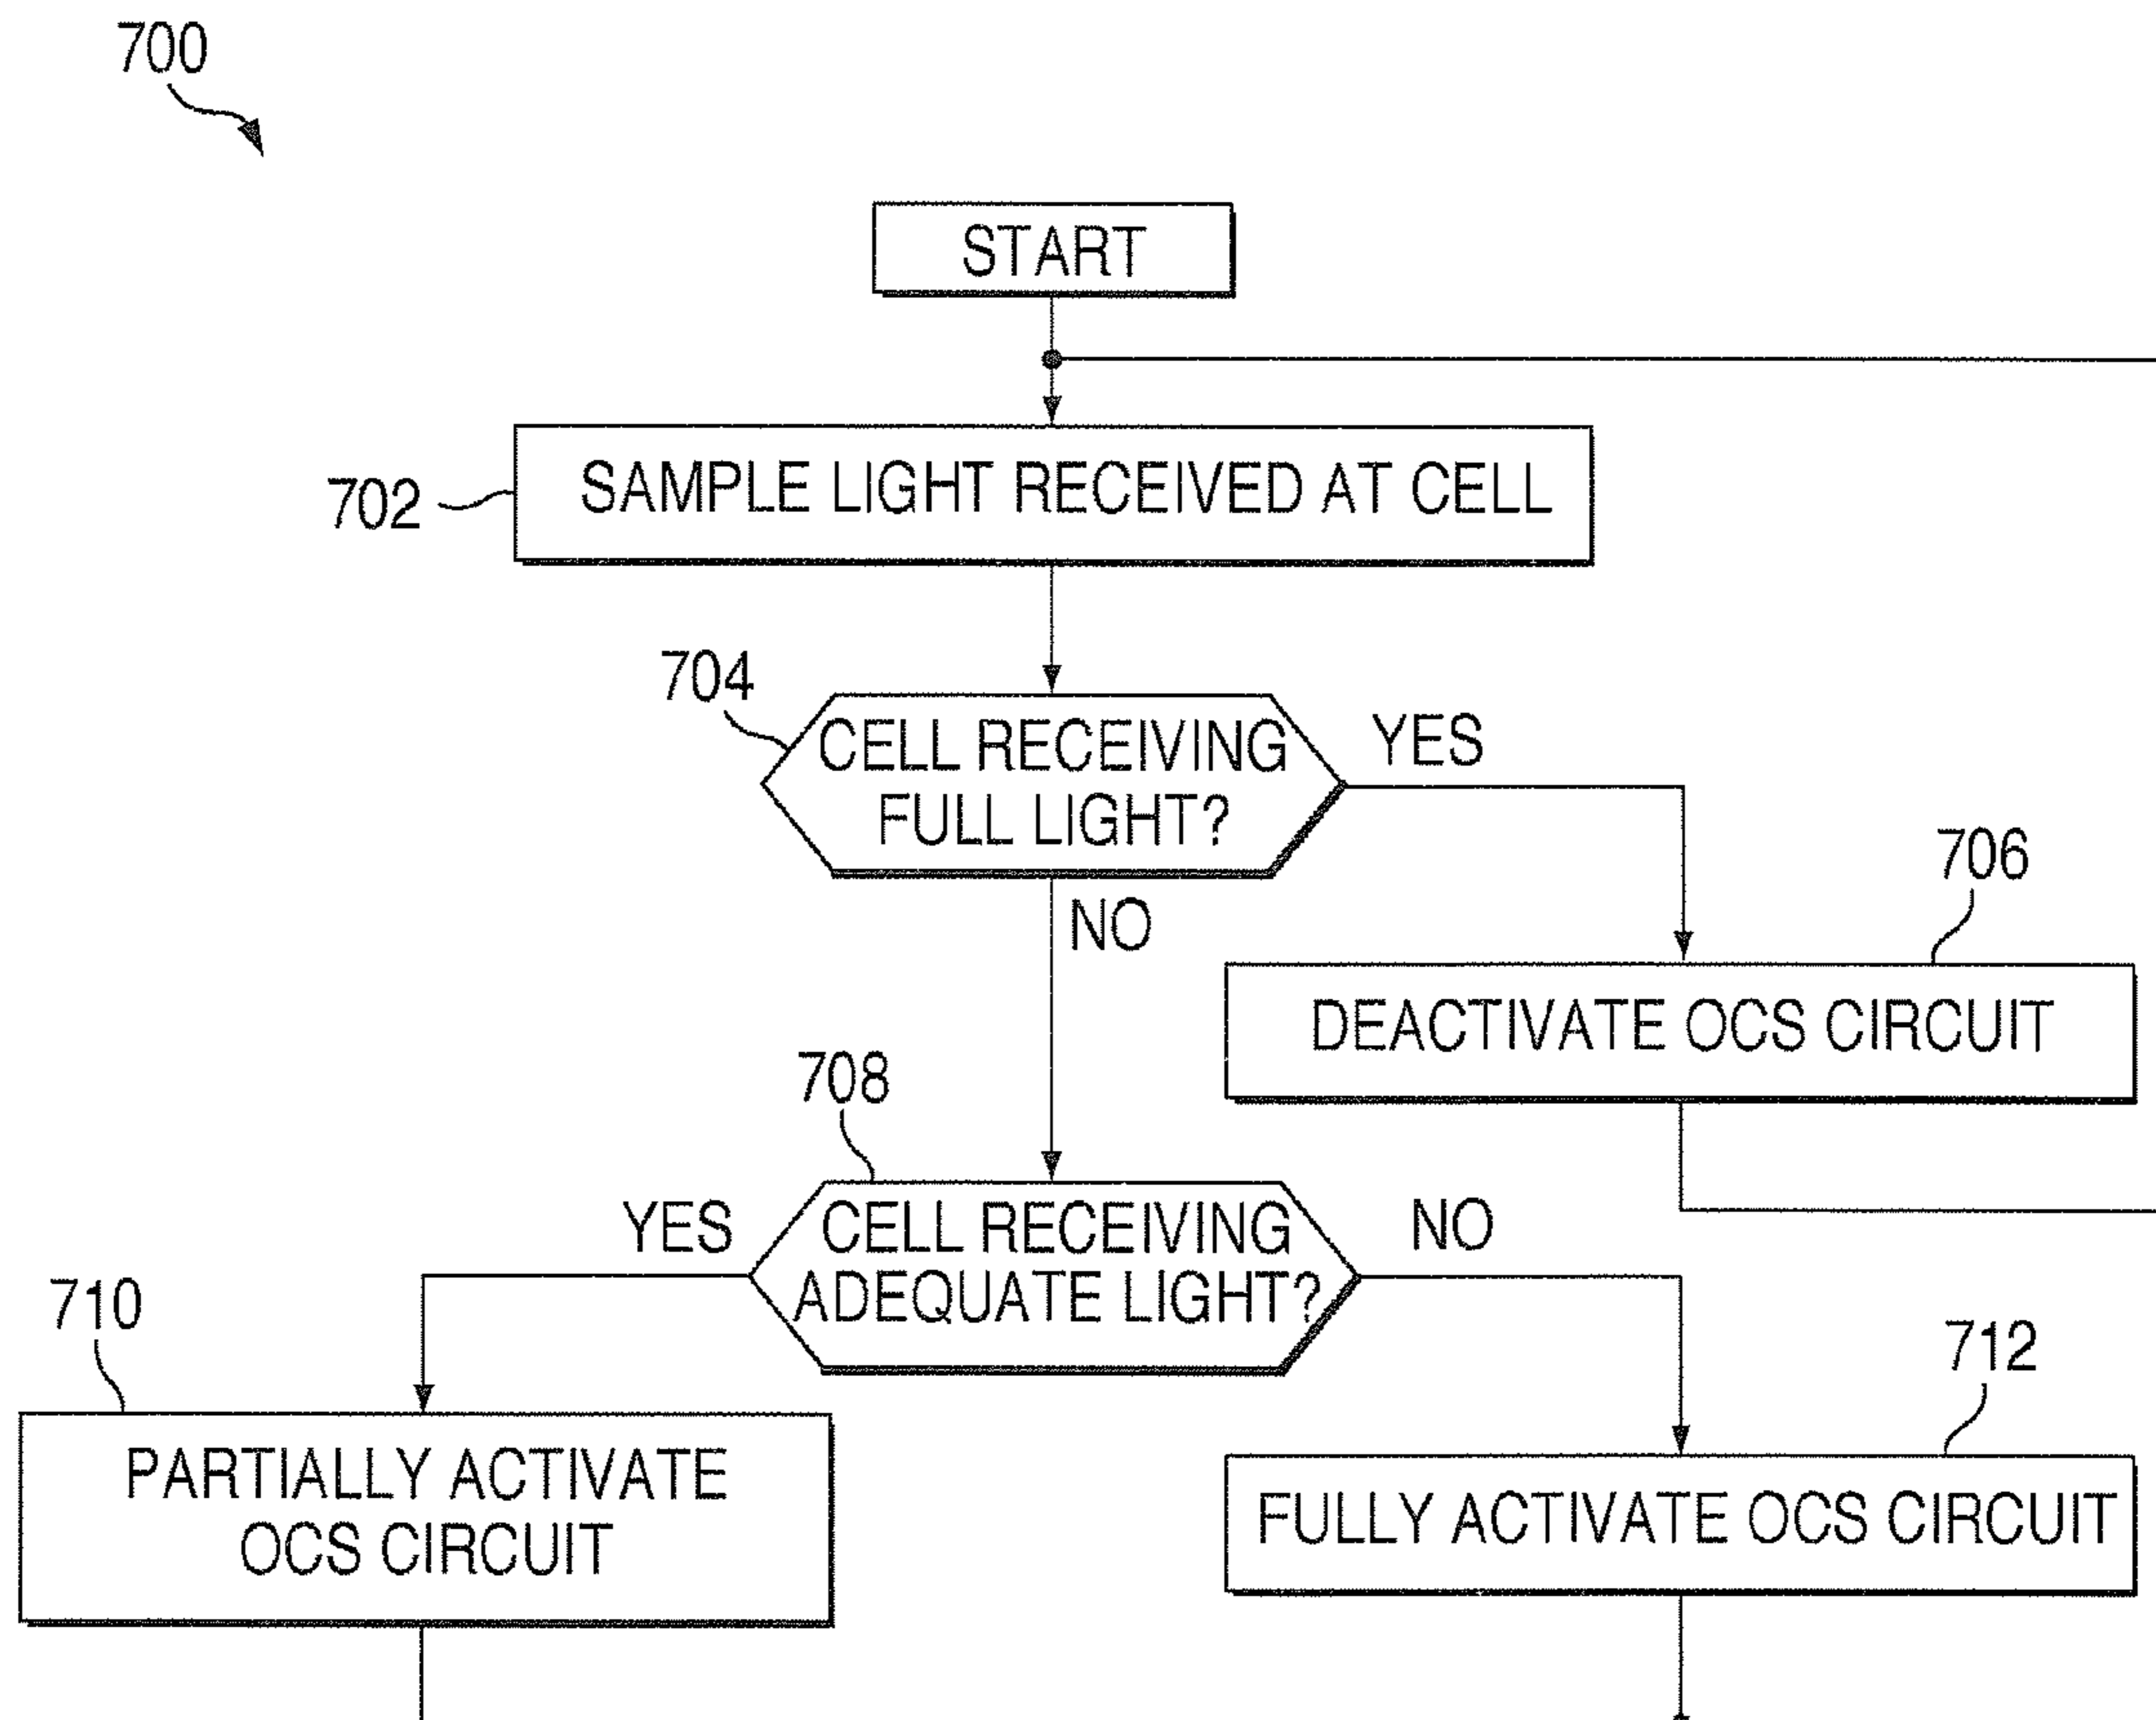 700
START
702
SAMPLE LIGHT RECEIVED AT CELL
704
CELL RECEIVING
FULL LIGHT?
YES
NO
706
DEACTIVATE OCS CIRCUIT
708
YES
CELL RECEIVING
ADEQUATE LIGHT?
NO
710
PARTIALLY ACTIVATE
OCS CIRCUIT
712
FULLY ACTIVATE OCS CIRCUIT